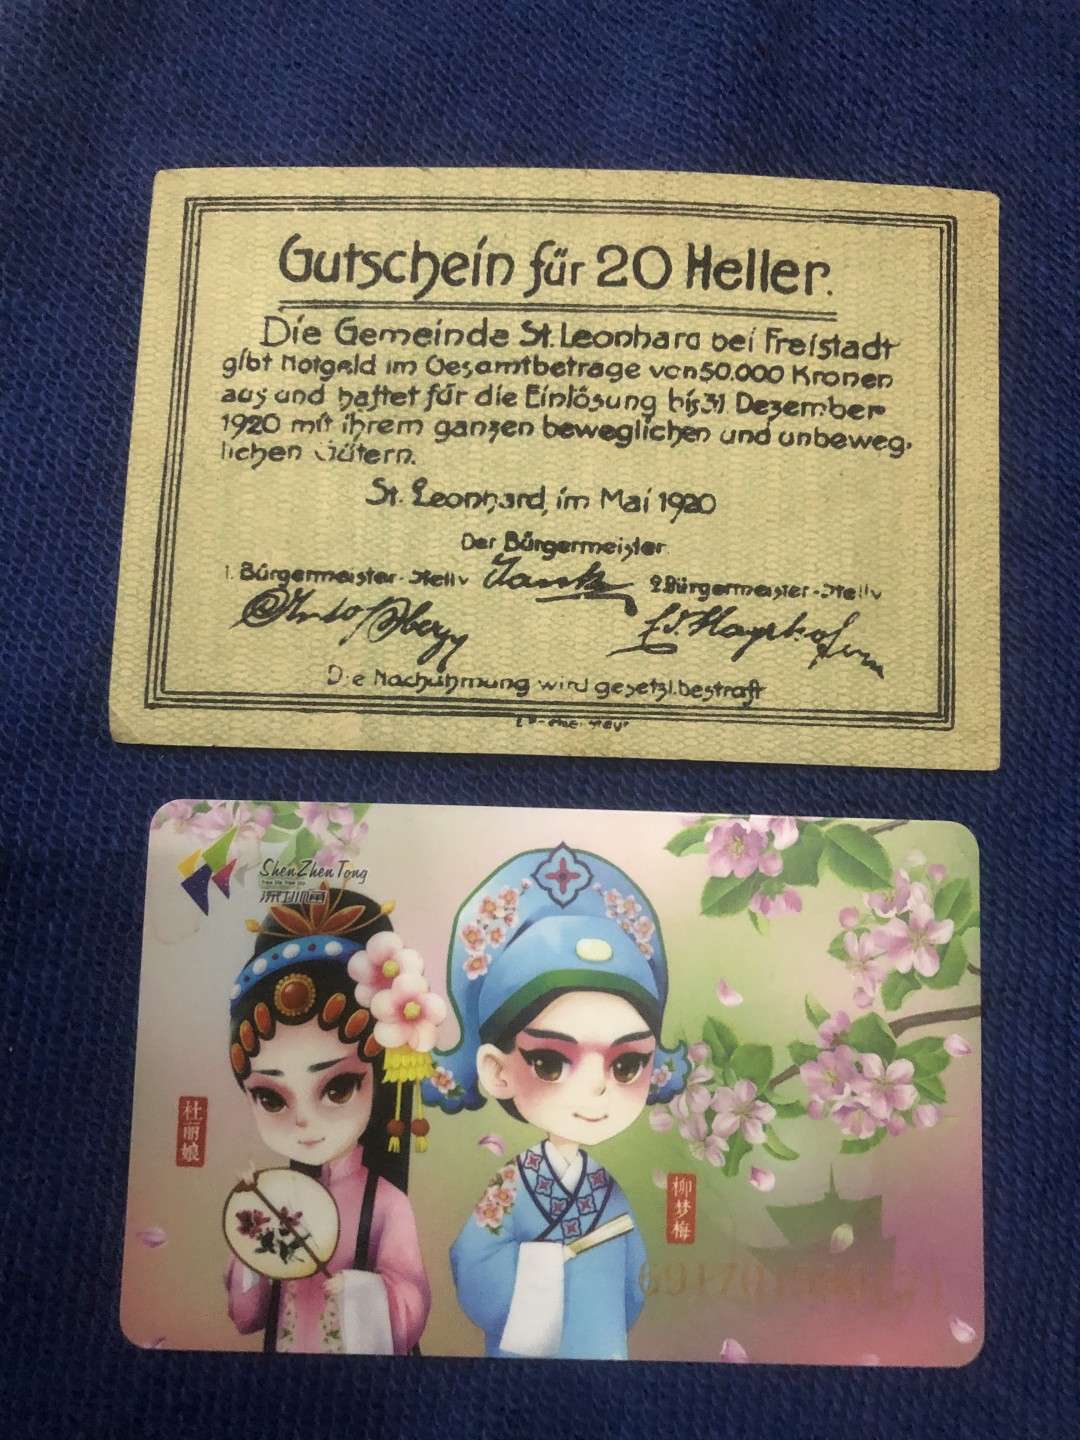 Gutschein für 20 Heller.
Die Gemeinde St. Leonhard bei Freistadt
gibt Notgeld im Gesamtbetrage von 50.000 Kronen
aus und haftet für die Einlösung bis 31. Dezember
1920 mit ihrem ganzen beweglichen und unbeweg-
lichen Gütern.
St. Leonhard, im Mai 1920
Der Bürgermeister
1. Bürgermeister-Stellv
2. Bürgermeister-Stellv
Die Nachahmung wird gesetzl. bestraft
ShenZhen Tong
深圳通
杜丽娘
柳梦梅